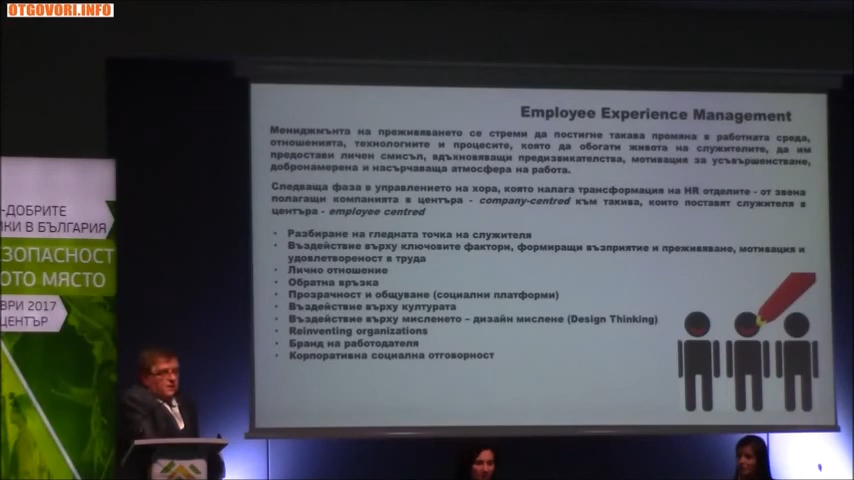 OTGOVORI.INFO
Employee Experience Management
Мениджмънта на преживяването се стреми да постигне такава промяна в работната среда,
отношенията, технологиите и процесите, която да обогати живота на служителите, да им
предостави личен смисъл, вдъхновяващи предизвикателства, мотивация за усъвършенстване,
добронамерена и насърчаваща атмосфера на работа.
Следваща фаза в управлението на хора, която налага трансформация на HR отделите - от звена
полагащи компанията в центъра - company-centred към такива, които поставят служителя в
центъра - employee centred
• Разбиране на гледната точка на служителя
• Въздействие върху ключовите фактори, формиращи възприятие и преживяване, мотивация и
удовлетвореност в труда
• Лично отношение
• Обратна връзка
• Прозрачност и общуване (социални платформи)
• Въздействие върху културата
• Въздействие върху мисленето – дизайн мислене (Design Thinking)
• Reinventing organizations
• Бранд на работодателя
• Корпоративна социална отговорност
-ДОБРИТЕ
КИ В БЪЛГАРИЯ
ЗОПАСНОСТ
ОТО МЯСТО
ВРИ 2017
ЦЕНТЪР